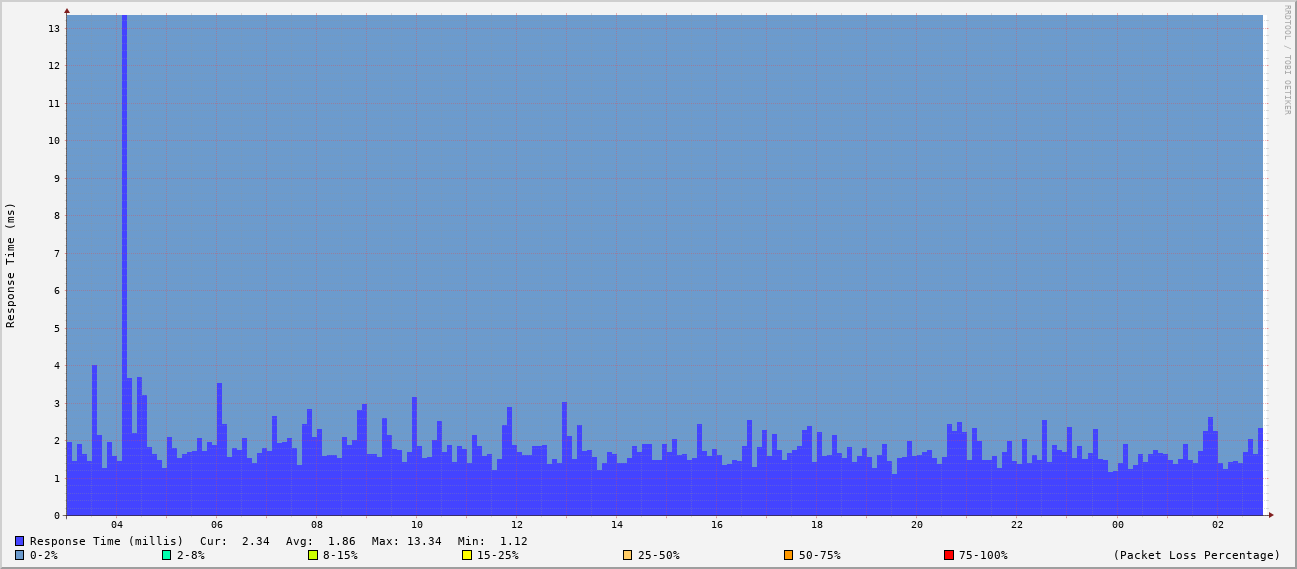 RRDTOOL / TOBI OETIKER
Response Time (ms)
13
12
11
10
9
8
7
6
5
4
3
2
1
0
04 06 08 10 12 14 16 18 20 22 00 02
Response Time (millis) Cur: 2.34 Avg: 1.86 Max: 13.34 Min: 1.12
0-2% 2-8% 8-15% 15-25% 25-50% 50-75% 75-100% (Packet Loss Percentage)